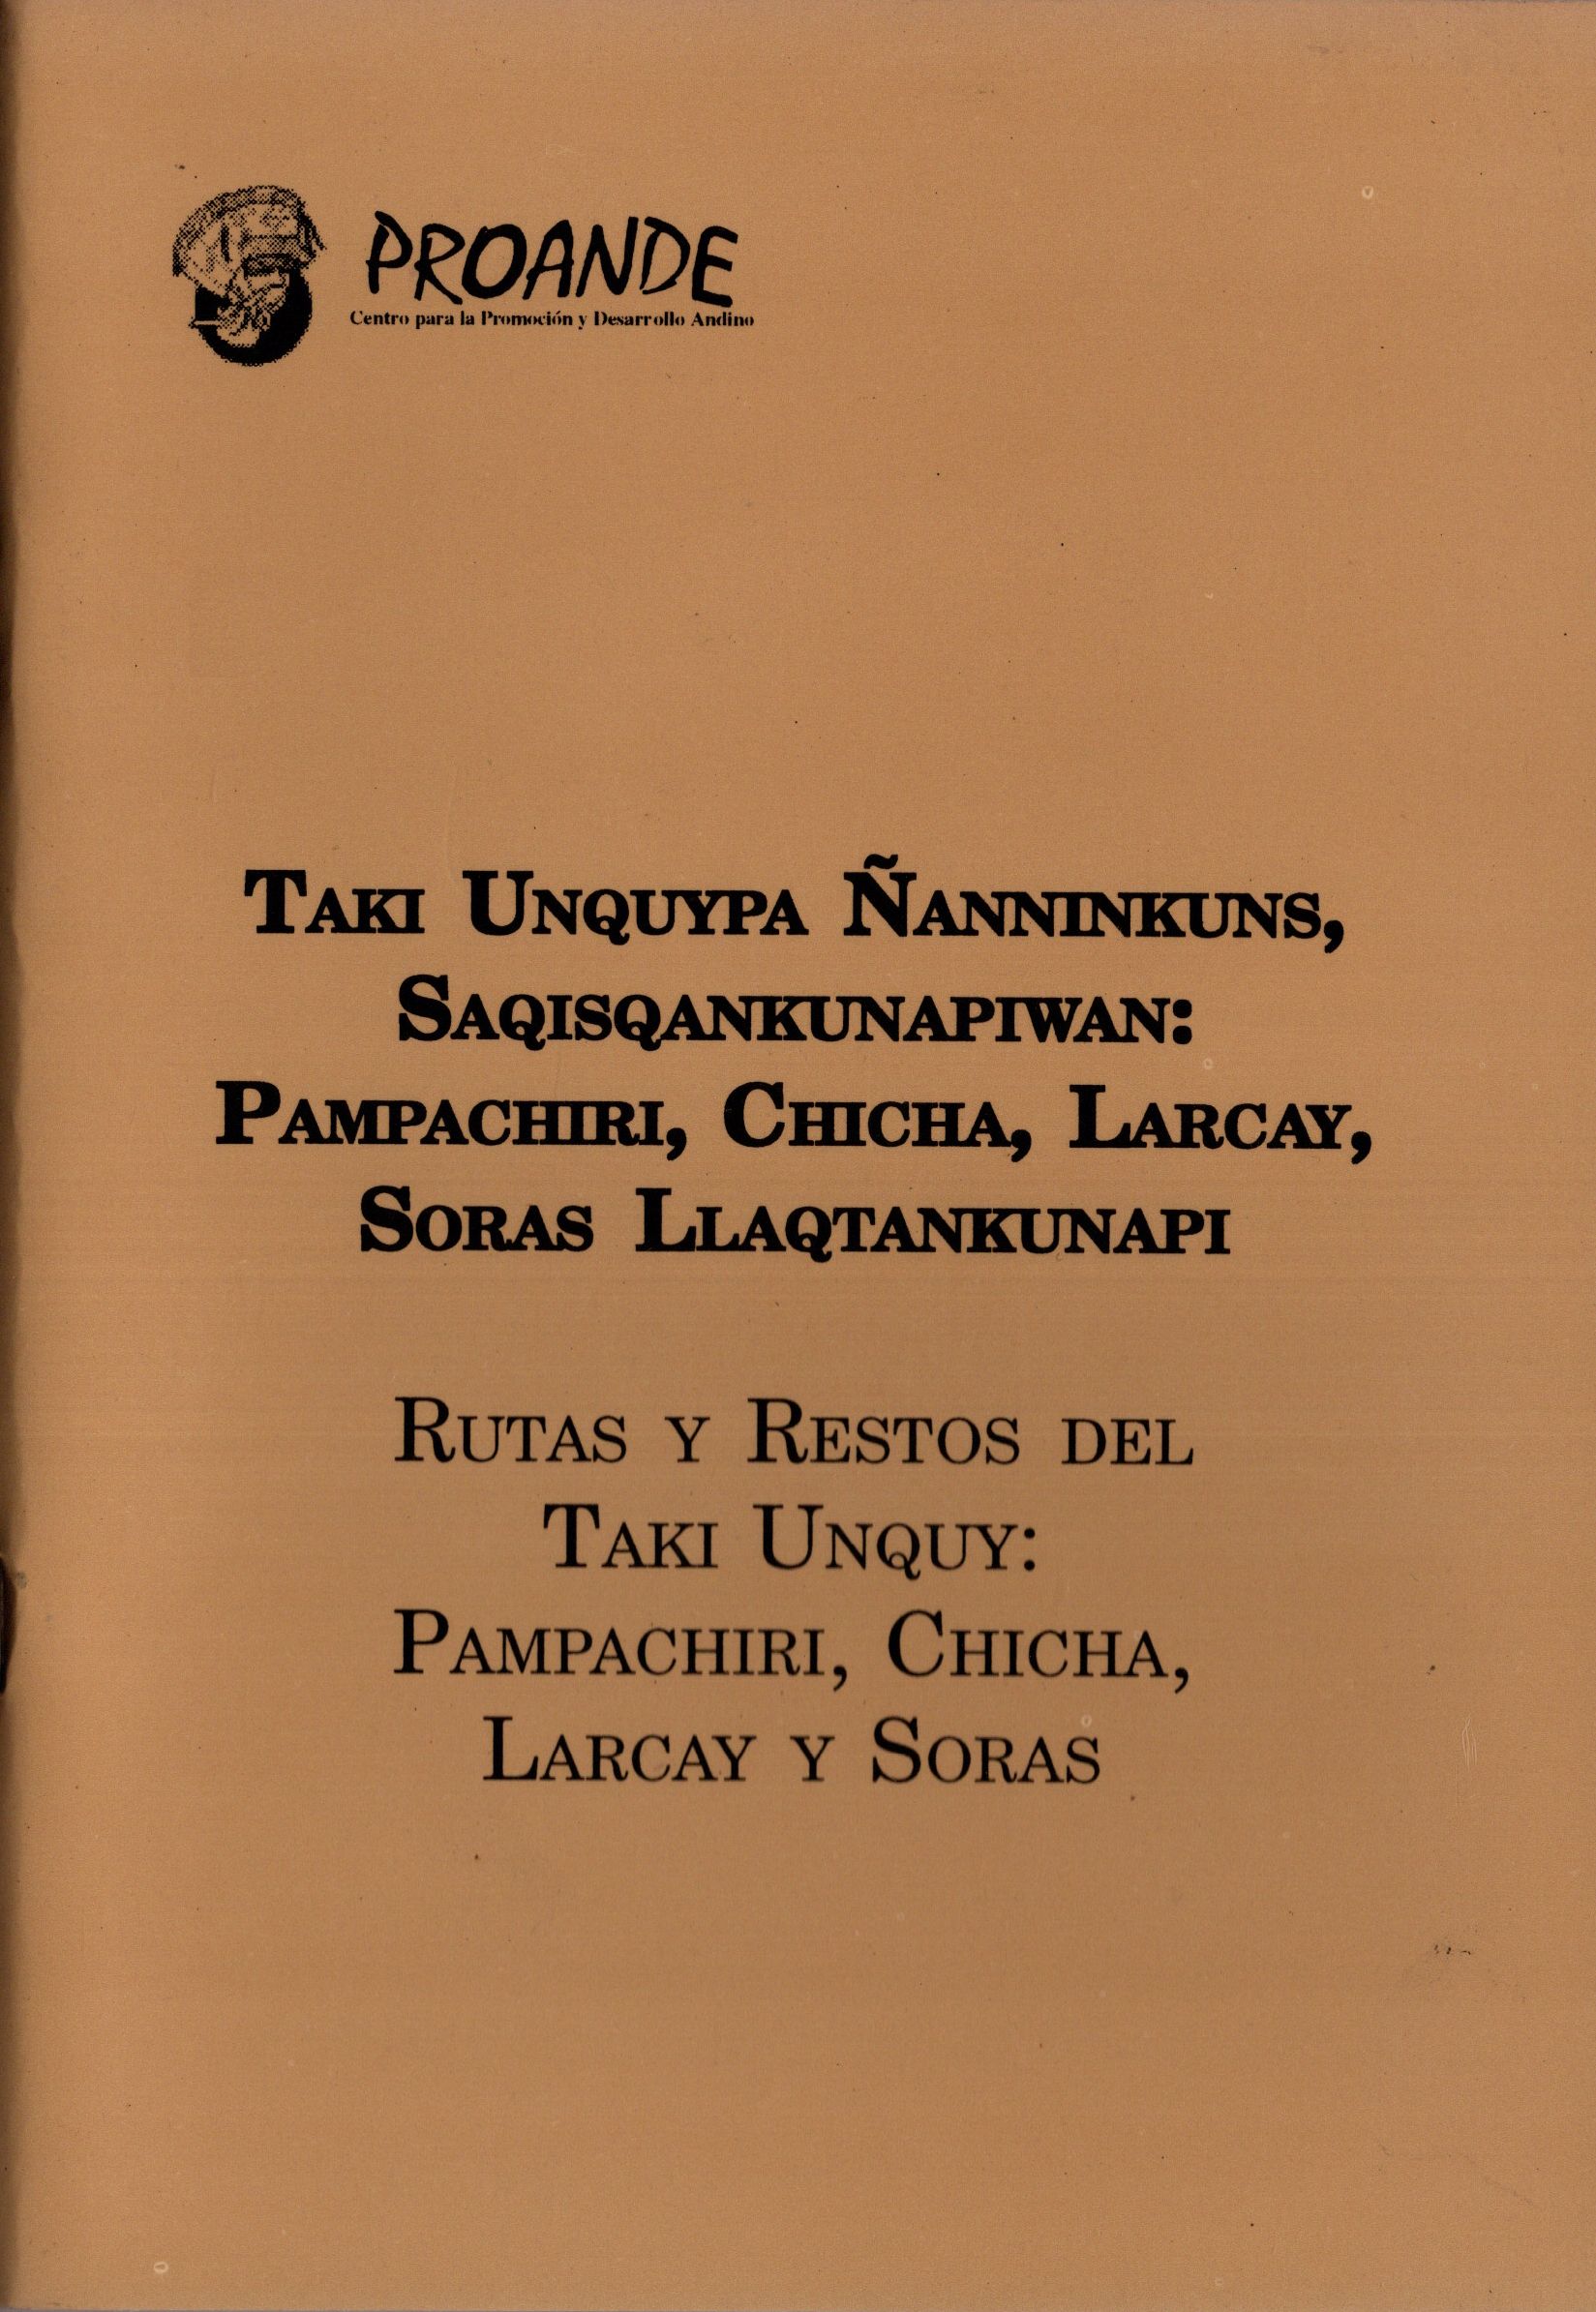 PROANDE
Centro para la Promoción y Desarrollo Andino
TAKI UNQUYPA ÑANNINKUNS,
SAQISQANKUNAPIWAN:
PAMPACHIRI, CHICHA, LARCAY,
SORAS LLAQTANKUNAPI
RUTAS Y RESTOS DEL
TAKI UNQUY:
PAMPACHIRI, CHICHA,
LARCAY Y SORAS